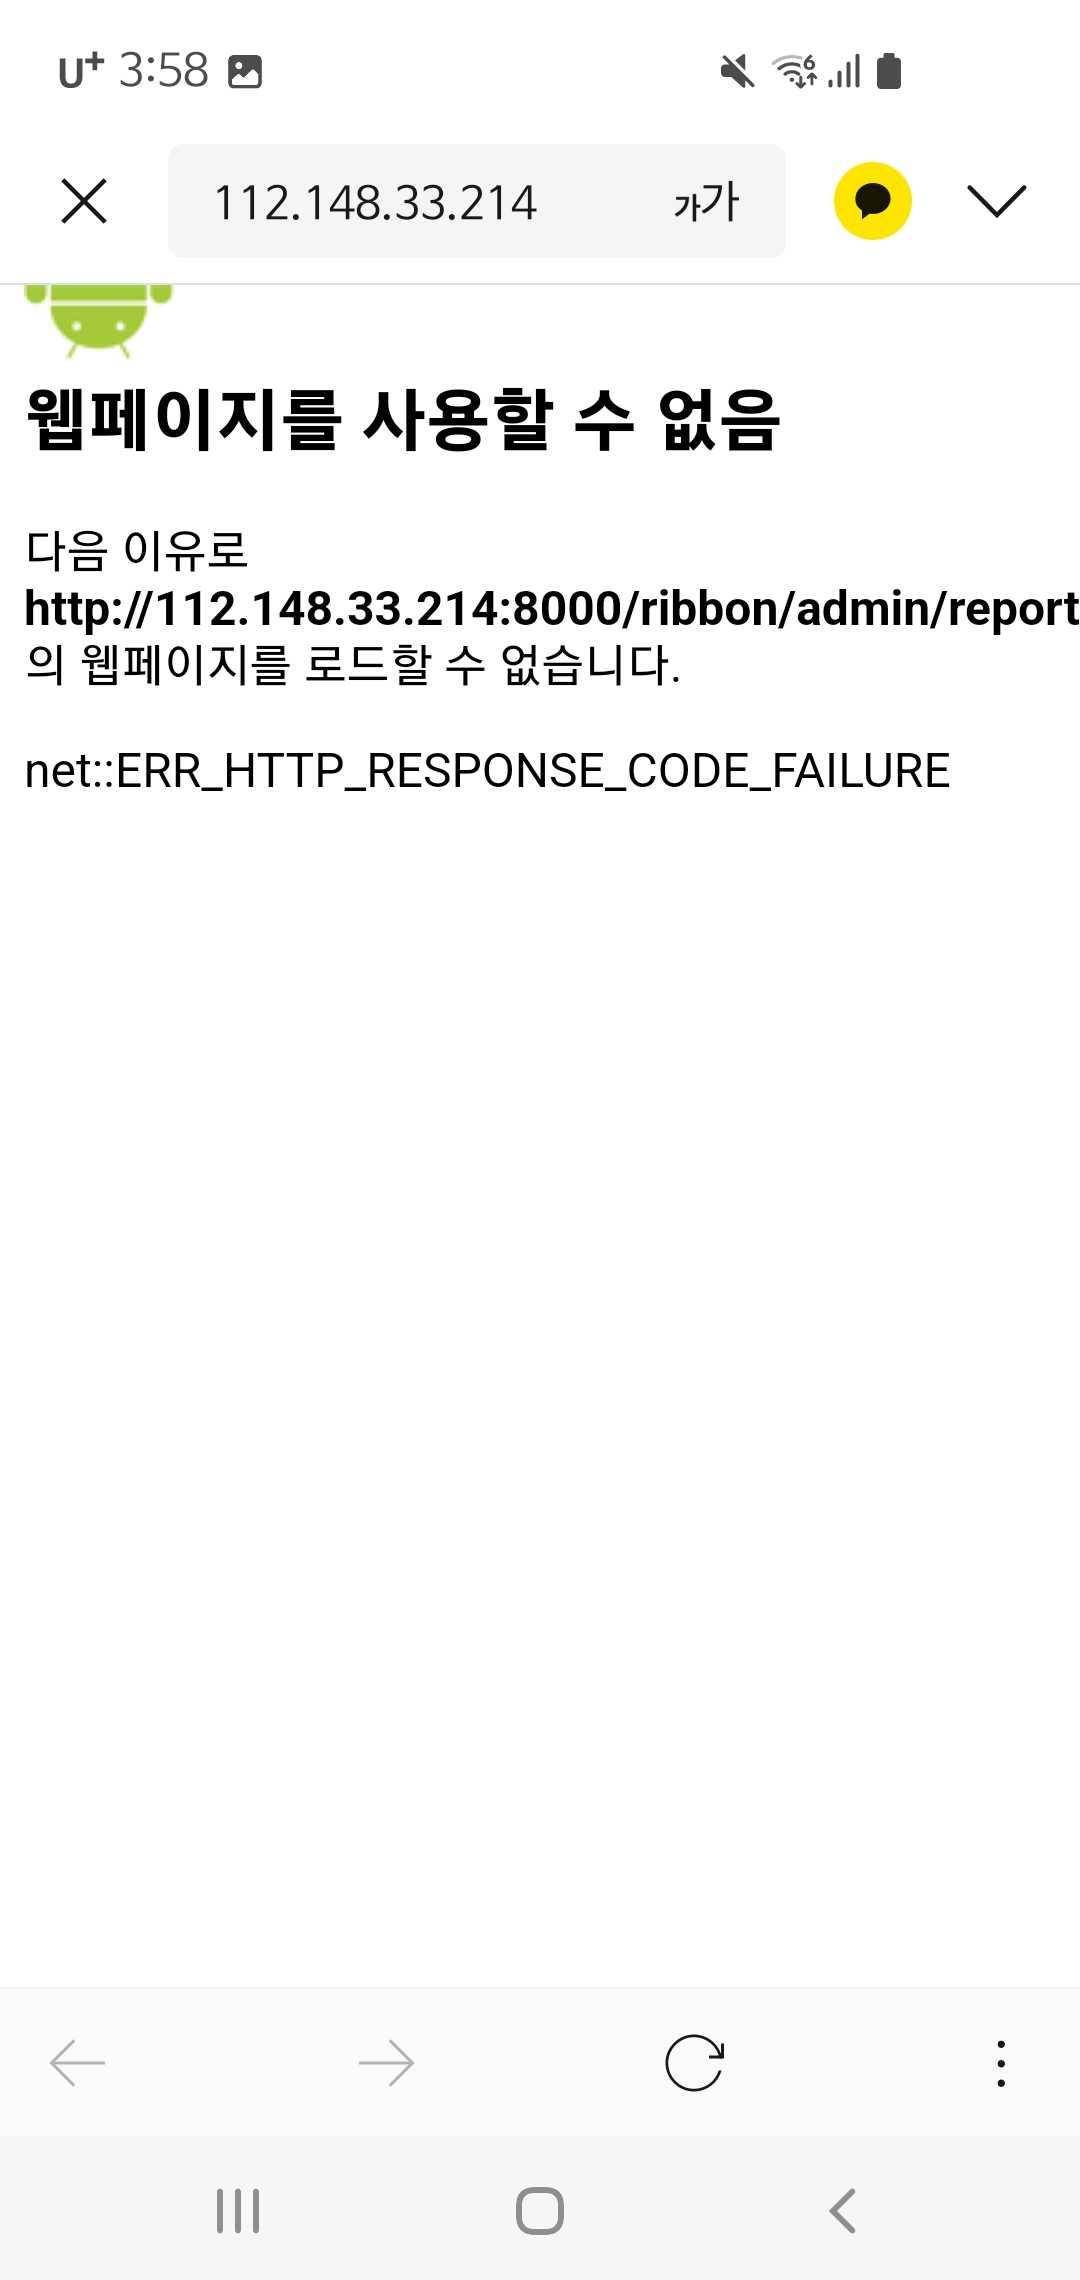 U+ 3:58 6
112.148.33.214 가가
웹페이지를 사용할 수 없음
다음 이유로
http://112.148.33.214:8000/ribbon/admin/report
의 웹페이지를 로드할 수 없습니다.
net::ERR_HTTP_RESPONSE_CODE_FAILURE